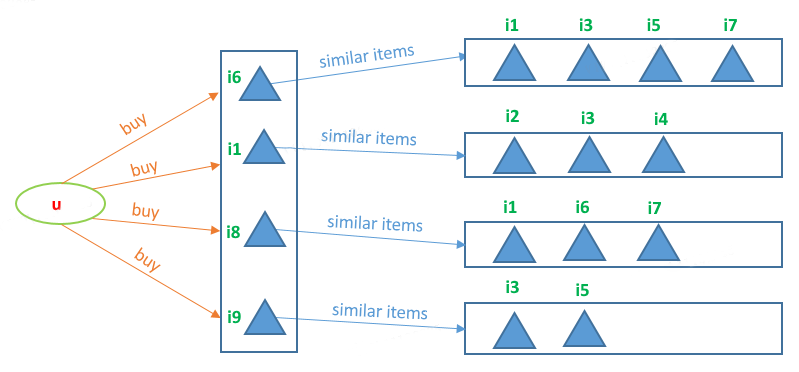 i1 i3 i5 i7
i6 similar items
buy
i2 i3 i4
i1 similar items
buy
u
buy
i1 i6 i7
i8 similar items
buy
i3 i5
i9 similar items